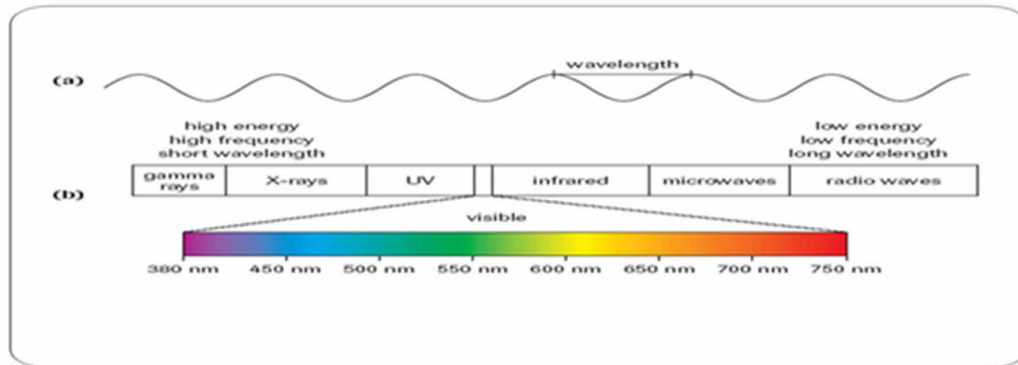 wavelength
(a)
high energy
high frequency
short wavelength
low energy
low frequency
long wavelength
(b)
gamma rays
X-rays
UV
infrared
microwaves
radio waves
visible
380 nm 450 nm 500 nm 550 nm 600 nm 650 nm 700 nm 750 nm